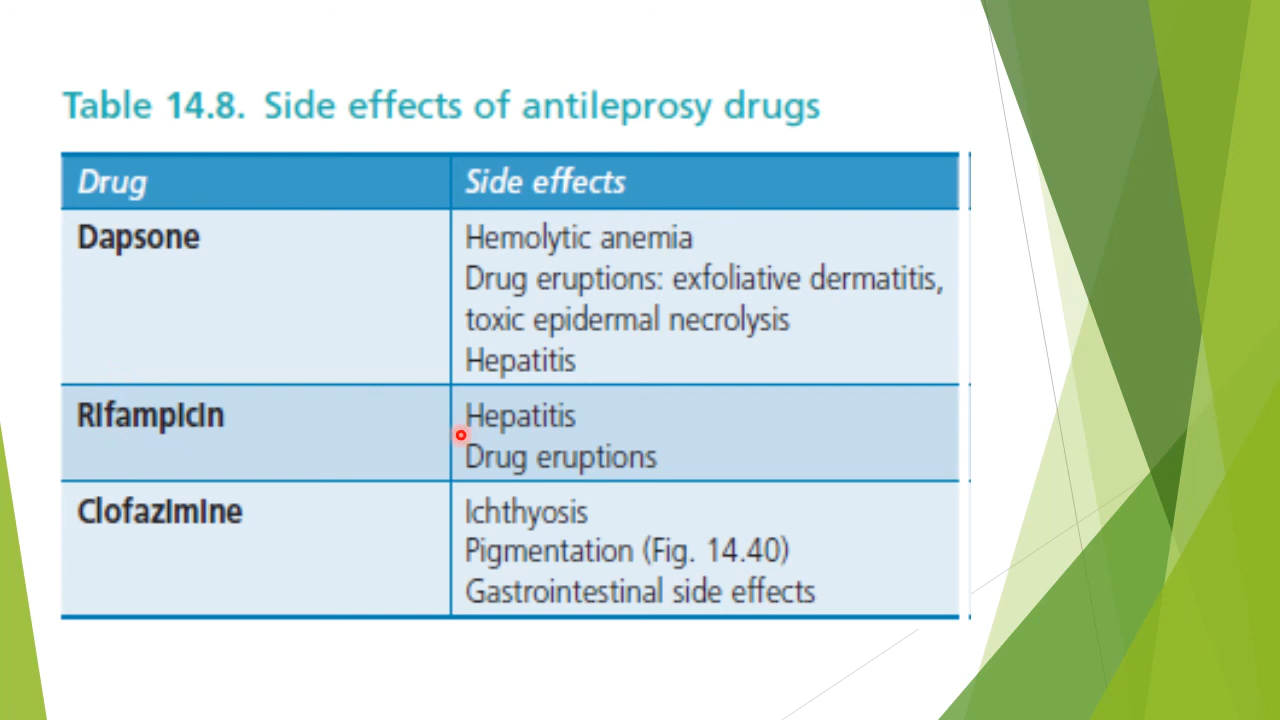 Table 14.8. Side effects of antileprosy drugs
Drug Side effects
Dapsone Hemolytic anemia
Drug eruptions: exfoliative dermatitis,
toxic epidermal necrolysis
Hepatitis
Rifampicin Hepatitis
Drug eruptions
Clofazimine Ichthyosis
Pigmentation (Fig. 14.40)
Gastrointestinal side effects